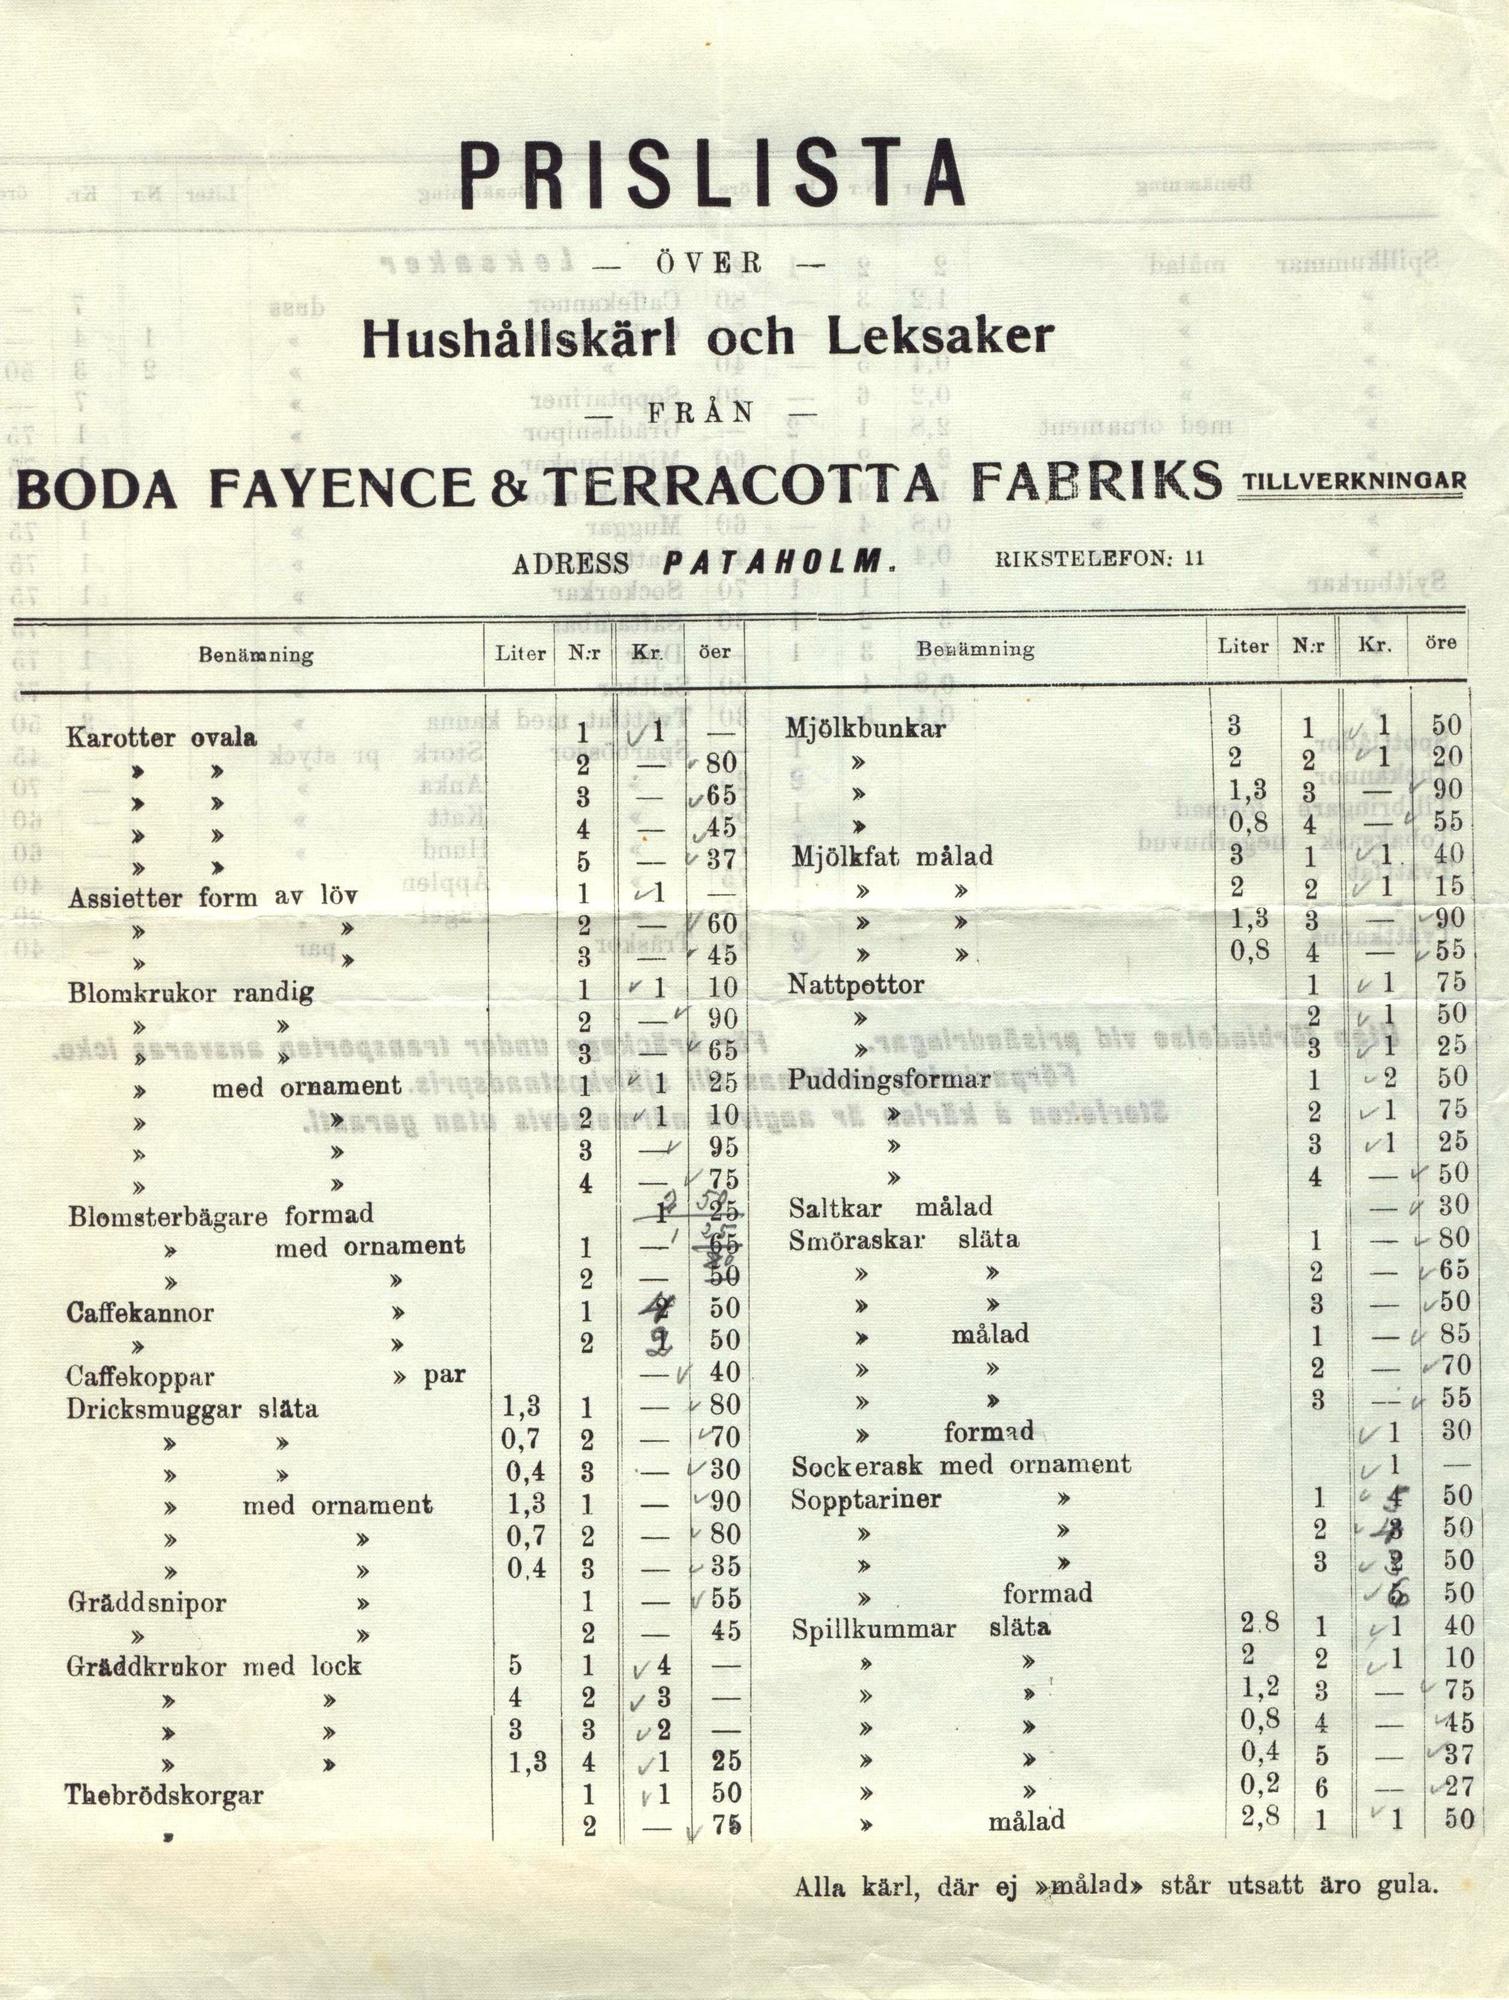 PRISLISTA
— ÖVER —
Hushållskärl och Leksaker
— FRÅN —
BODA FAYENCE & TERRACOTTA FABRIKS TILLVERKNINGAR
ADRESS PATAHOLM. RIKSTELEFON: 11
Benämning Liter N:r Kr. öer
Karotter ovala 1 1 —
» » 2 — 80
» » 3 — 65
» » 4 — 45
» » 5 — 37
Assietter form av löv 1 1 —
» » 2 — 60
» » 3 — 45
Blomkrukor randig 1 1 10
» » 2 — 90
» » 3 — 65
» med ornament 1 1 25
» » 2 1 10
» » 3 — 95
» » 4 — 75
Blomsterbägare formad 1 25 2 50
» med ornament 1 — 65 1 25
» » 2 — 50
Caffekannor » 1 2 4 50
» » 2 1 2 50
Caffekoppar » par — 40
Dricksmuggar släta 1,3 1 — 80
» » 0,7 2 — 70
» » 0,4 3 — 30
» med ornament 1,3 1 — 90
» » 0,7 2 — 80
» » 0,4 3 — 35
Gräddsnipor » 1 — 55
» » 2 — 45
Gräddkrukor med lock 5 1 4 —
» » 4 2 3 —
» » 3 3 2 —
» » 1,3 4 1 25
Thebrödskorgar 1 1 50
» 2 — 75
Benämning Liter N:r Kr. öre
Mjölkbunkar 3 1 1 50
» 2 2 1 20
» 1,3 3 — 90
» 0,8 4 — 55
Mjölkfat målad 3 1 1 40
» » 2 2 1 15
» » 1,3 3 — 90
» » 0,8 4 — 55
Nattpottor 1 1 75
» 2 1 50
» 3 1 25
Puddingsformar 1 2 50
» 2 1 75
» 3 1 25
» 4 — 50
Saltkar målad — 30
Smöraskar släta 1 — 80
» » 2 — 65
» » 3 — 50
» målad 1 — 85
» » 2 — 70
» » 3 — 55
» formad 1 30
Sockerask med ornament 1 —
Sopptariner » 1 4 5 50
» » 2 3 4 50
» » 3 2 3 50
» formad 5 6 50
Spillkummar släta 2.8 1 1 40
» » 2 2 1 10
» » 1,2 3 — 75
» » 0,8 4 — 45
» » 0,4 5 — 37
» » 0,2 6 — 27
» målad 2,8 1 1 50
Alla kärl, där ej »målad» står utsatt äro gula.